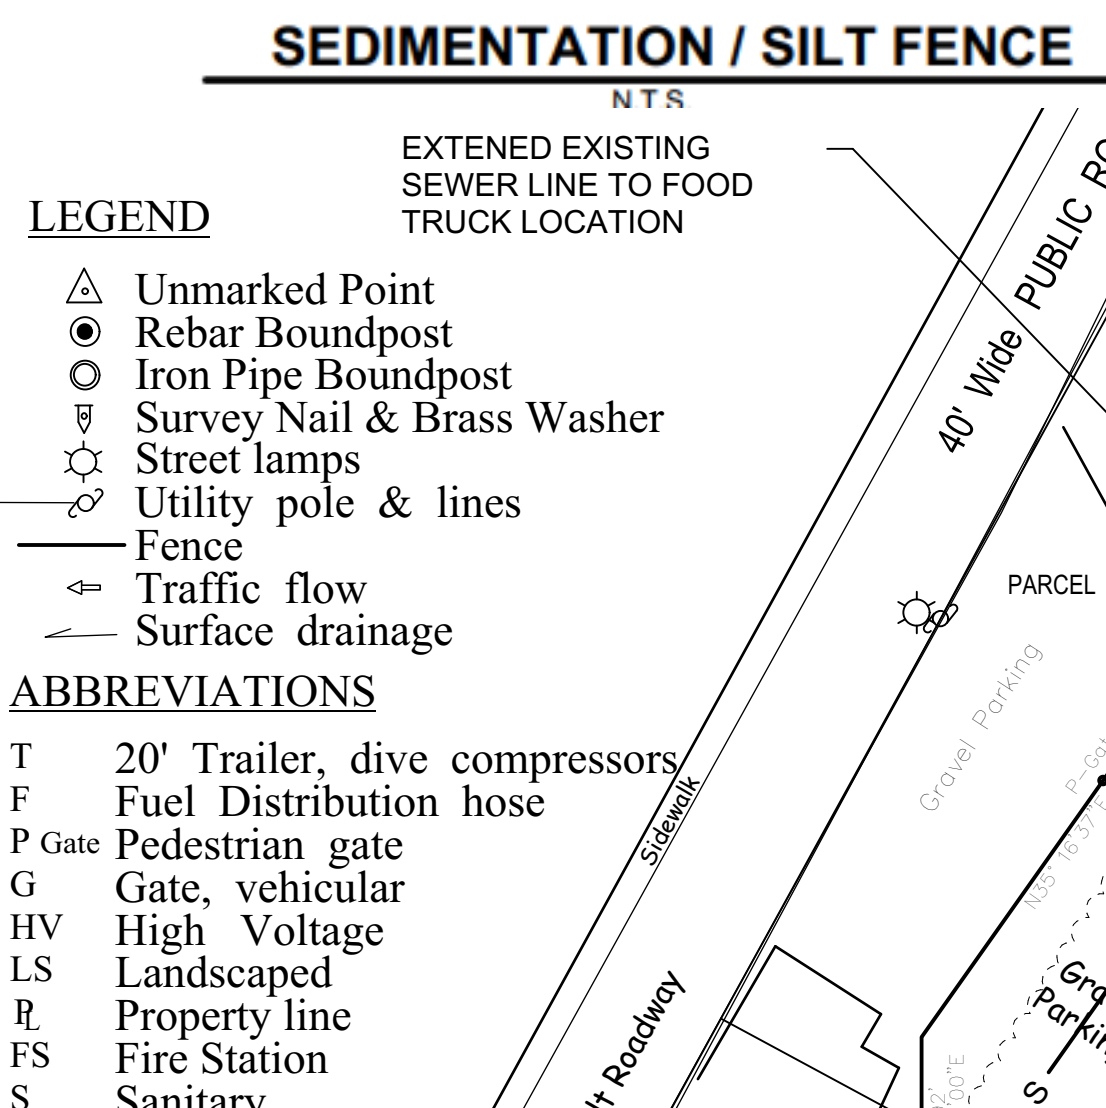 SEDIMENTATION / SILT FENCE
N.T.S.
EXTENED EXISTING
SEWER LINE TO FOOD
TRUCK LOCATION
LEGEND
Unmarked Point
Rebar Boundpost
Iron Pipe Boundpost
Survey Nail & Brass Washer
Street lamps
Utility pole & lines
Fence
Traffic flow
Surface drainage
ABBREVIATIONS
T 20' Trailer, dive compressors
F Fuel Distribution hose
P Gate Pedestrian gate
G Gate, vehicular
HV High Voltage
LS Landscaped
PL Property line
FS Fire Station
S Sanitary
40' Wide PUBLIC
PARCEL
Gravel Parking
Sidewalk
Roadway
N35° 16'37"E
S